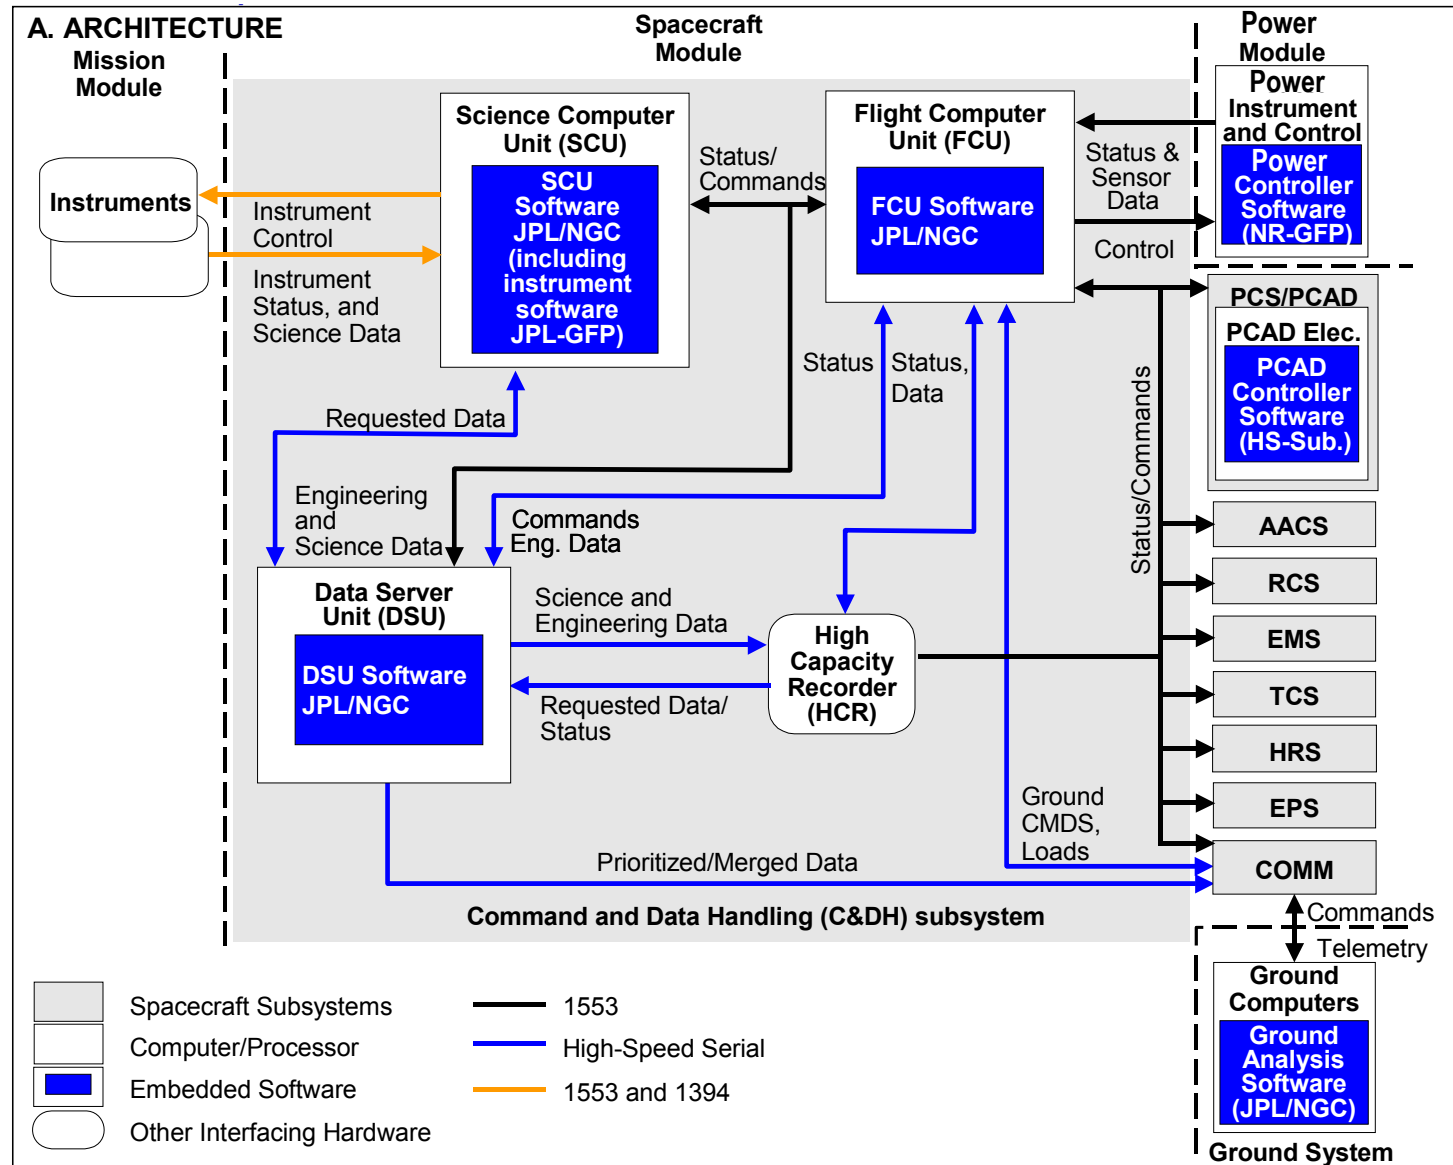 A. ARCHITECTURE
Mission
Module
Spacecraft
Module
Power
Module
Instruments
Instrument
Control
Instrument
Status, and
Science Data
Science Computer
Unit (SCU)
SCU
Software
JPL/NGC
(including
instrument
software
JPL-GFP)
Status/
Commands
Flight Computer
Unit (FCU)
FCU Software
JPL/NGC
Status &
Sensor
Data
Control
Power
Instrument
and Control
Power
Controller
Software
(NR-GFP)
PCS/PCAD
PCAD Elec.
PCAD
Controller
Software
(HS-Sub.)
Requested Data
Status
Status,
Data
Status/Commands
Engineering
and
Science Data
Commands
Eng. Data
Data Server
Unit (DSU)
DSU Software
JPL/NGC
Science and
Engineering Data
Requested Data/
Status
High
Capacity
Recorder
(HCR)
AACS
RCS
EMS
TCS
HRS
EPS
COMM
Ground
CMDS,
Loads
Prioritized/Merged Data
Command and Data Handling (C&DH) subsystem
Commands
Telemetry
Ground
Computers
Ground
Analysis
Software
(JPL/NGC)
Ground System
Spacecraft Subsystems
Computer/Processor
Embedded Software
Other Interfacing Hardware
1553
High-Speed Serial
1553 and 1394